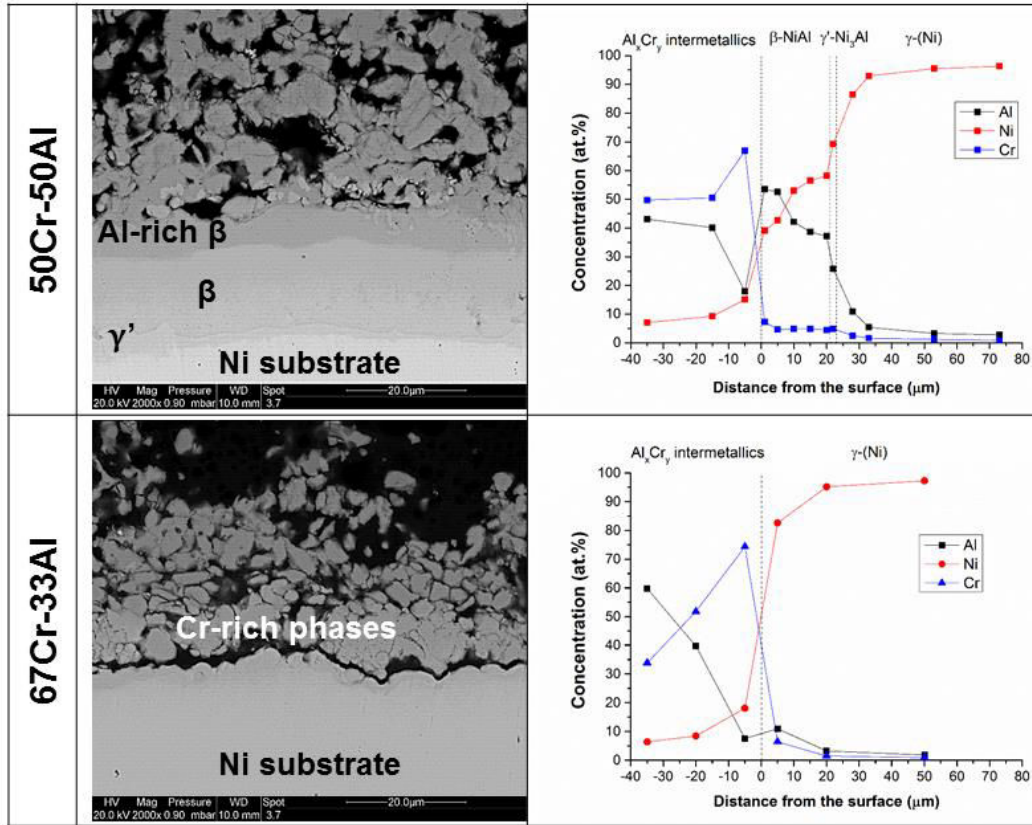 50Cr-50Al
Al-rich β
β
γ'
Ni substrate
HV Mag Pressure WD Spot 20.0µm
20.0 kV 2000x 0.90 mbar 10.0 mm 3.7
AlxCry intermetallics β-NiAl γ'-Ni3Al γ-(Ni)
Concentration (at.%)
100
90
80
70
60
50
40
30
20
10
0
Al
Ni
Cr
-40 -30 -20 -10 0 10 20 30 40 50 60 70 80
Distance from the surface (µm)
67Cr-33Al
Cr-rich phases
Ni substrate
HV Mag Pressure WD Spot 20.0µm
20.0 kV 2000x 0.90 mbar 10.0 mm 3.7
AlxCry intermetallics γ-(Ni)
Concentration (at.%)
100
90
80
70
60
50
40
30
20
10
0
Al
Ni
Cr
-40 -30 -20 -10 0 10 20 30 40 50 60 70 80
Distance from the surface (µm)